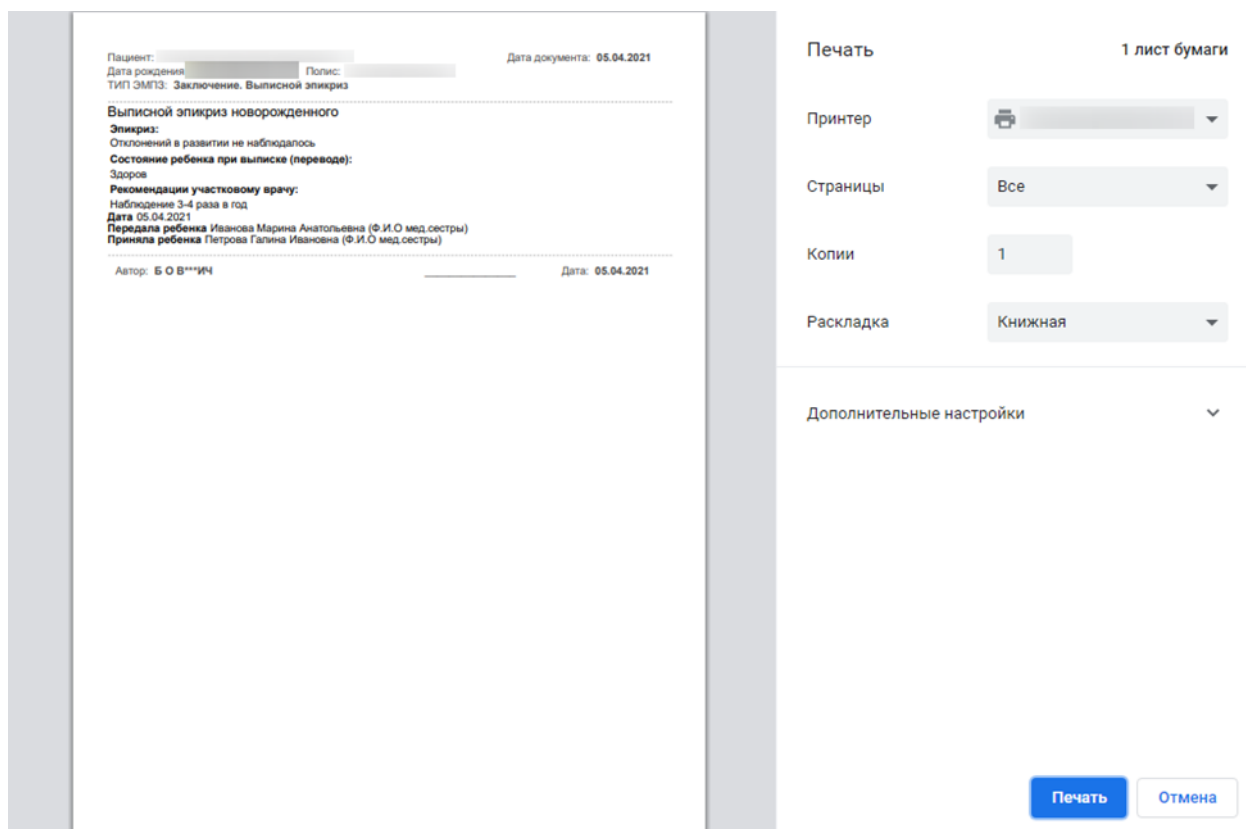 Пациент:
Дата документа: 05.04.2021
Дата рождения
Полис:
ТИП ЭМПЗ: Заключение. Выписной эпикриз
Выписной эпикриз новорожденного
Эпикриз:
Отклонений в развитии не наблюдалось
Состояние ребенка при выписке (переводе):
Здоров
Рекомендации участковому врачу:
Наблюдение 3-4 раза в год
Дата 05.04.2021
Передала ребенка Иванова Марина Анатольевна (Ф.И.О мед.сестры)
Приняла ребенка Петрова Галина Ивановна (Ф.И.О мед.сестры)
Автор: Б О В***ИЧ
Дата: 05.04.2021
Печать
1 лист бумаги
Принтер
Страницы
Все
Копии
1
Раскладка
Книжная
Дополнительные настройки
Печать
Отмена